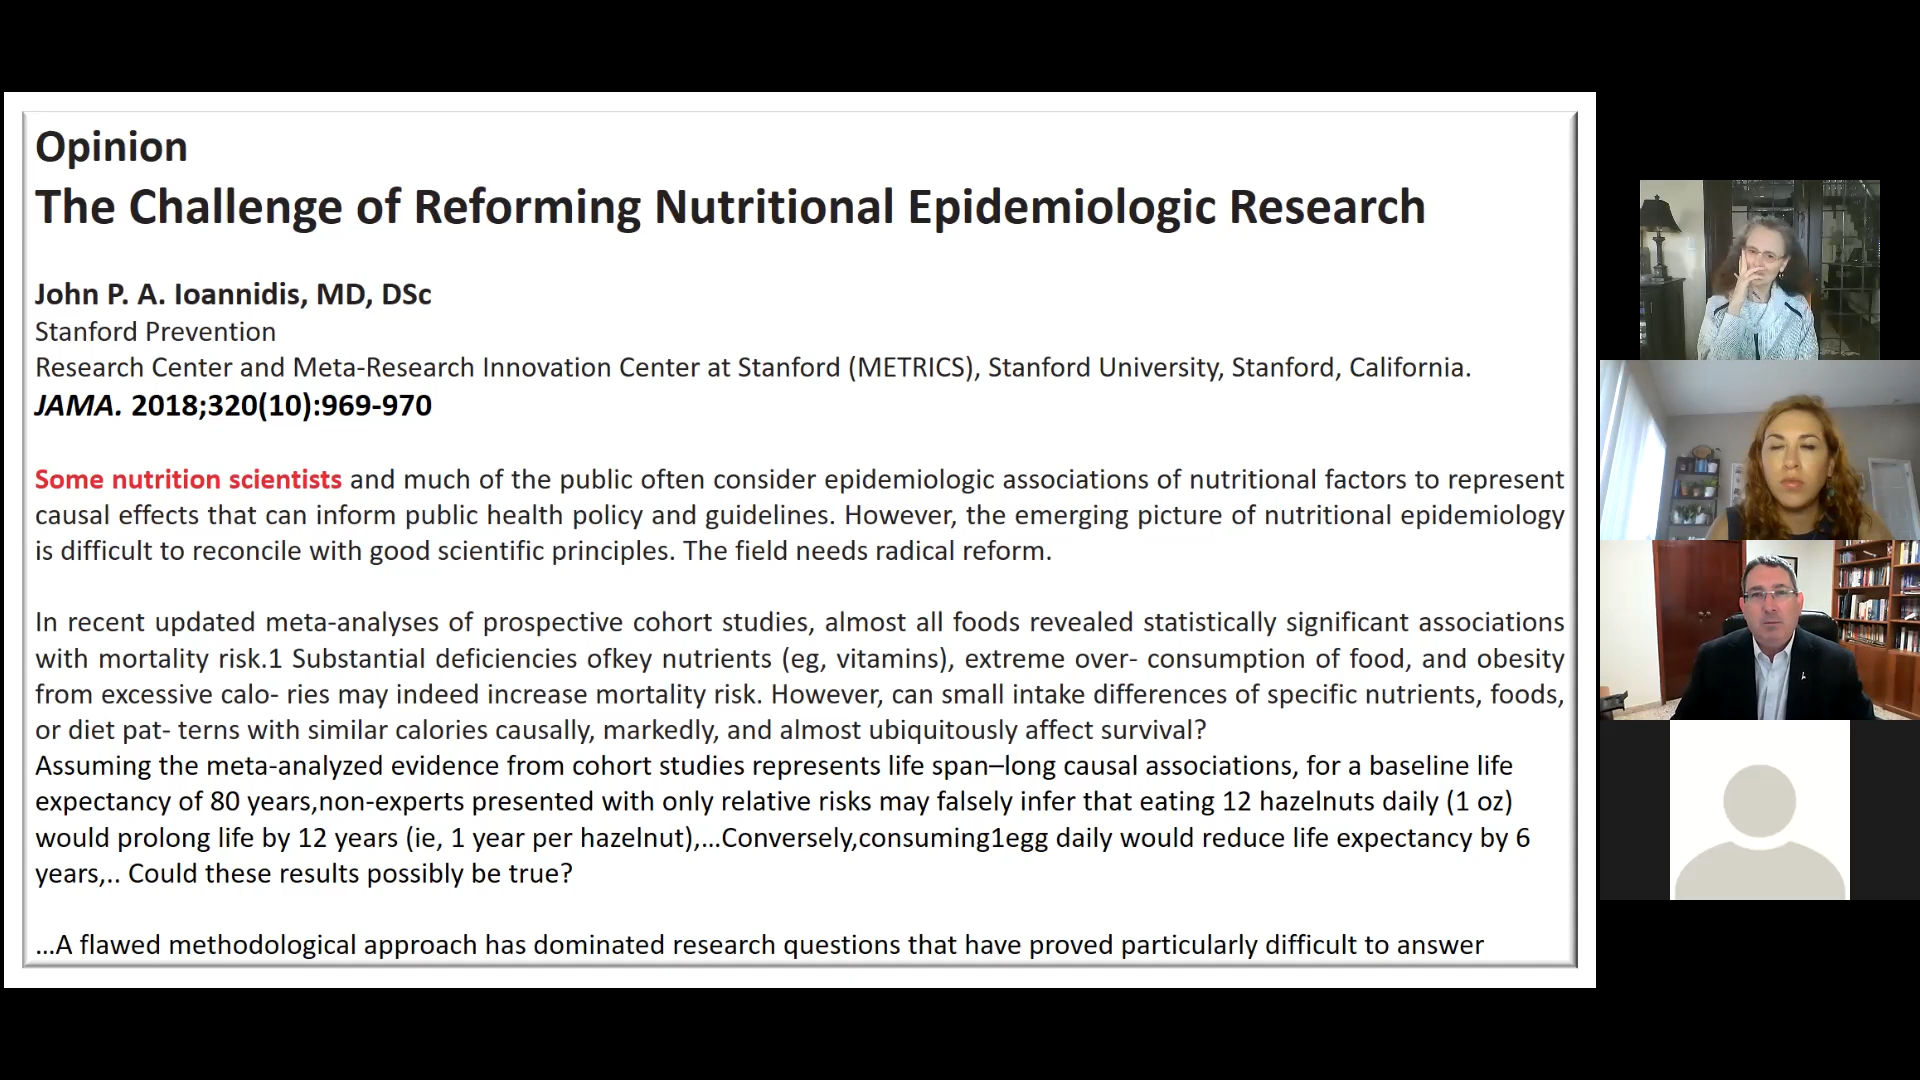 Opinion
The Challenge of Reforming Nutritional Epidemiologic Research
John P. A. Ioannidis, MD, DSc
Stanford Prevention
Research Center and Meta-Research Innovation Center at Stanford (METRICS), Stanford University, Stanford, California.
JAMA. 2018;320(10):969-970
Some nutrition scientists and much of the public often consider epidemiologic associations of nutritional factors to represent
causal effects that can inform public health policy and guidelines. However, the emerging picture of nutritional epidemiology
is difficult to reconcile with good scientific principles. The field needs radical reform.
In recent updated meta-analyses of prospective cohort studies, almost all foods revealed statistically significant associations
with mortality risk.1 Substantial deficiencies ofkey nutrients (eg, vitamins), extreme over- consumption of food, and obesity
from excessive calo- ries may indeed increase mortality risk. However, can small intake differences of specific nutrients, foods,
or diet pat- terns with similar calories causally, markedly, and almost ubiquitously affect survival?
Assuming the meta-analyzed evidence from cohort studies represents life span–long causal associations, for a baseline life
expectancy of 80 years,non-experts presented with only relative risks may falsely infer that eating 12 hazelnuts daily (1 oz)
would prolong life by 12 years (ie, 1 year per hazelnut),...Conversely,consuming1egg daily would reduce life expectancy by 6
years,.. Could these results possibly be true?
...A flawed methodological approach has dominated research questions that have proved particularly difficult to answer